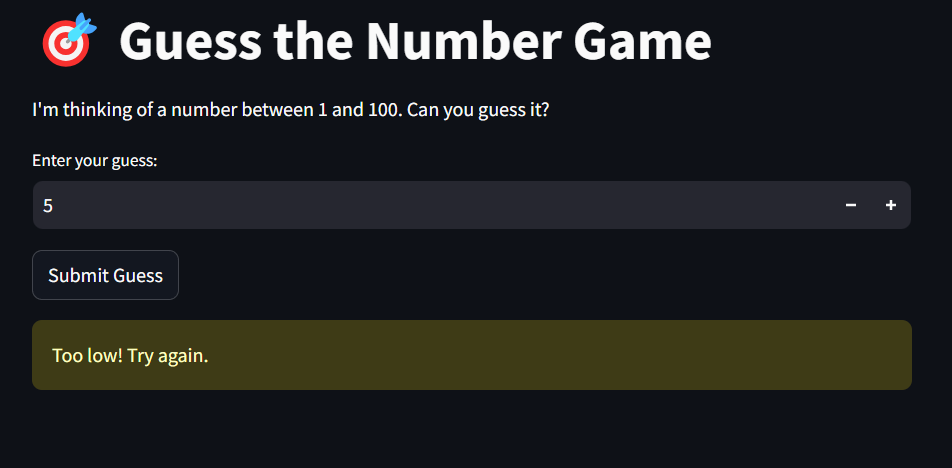 Guess the Number Game
I'm thinking of a number between 1 and 100. Can you guess it?
Enter your guess:
5
Submit Guess
Too low! Try again.